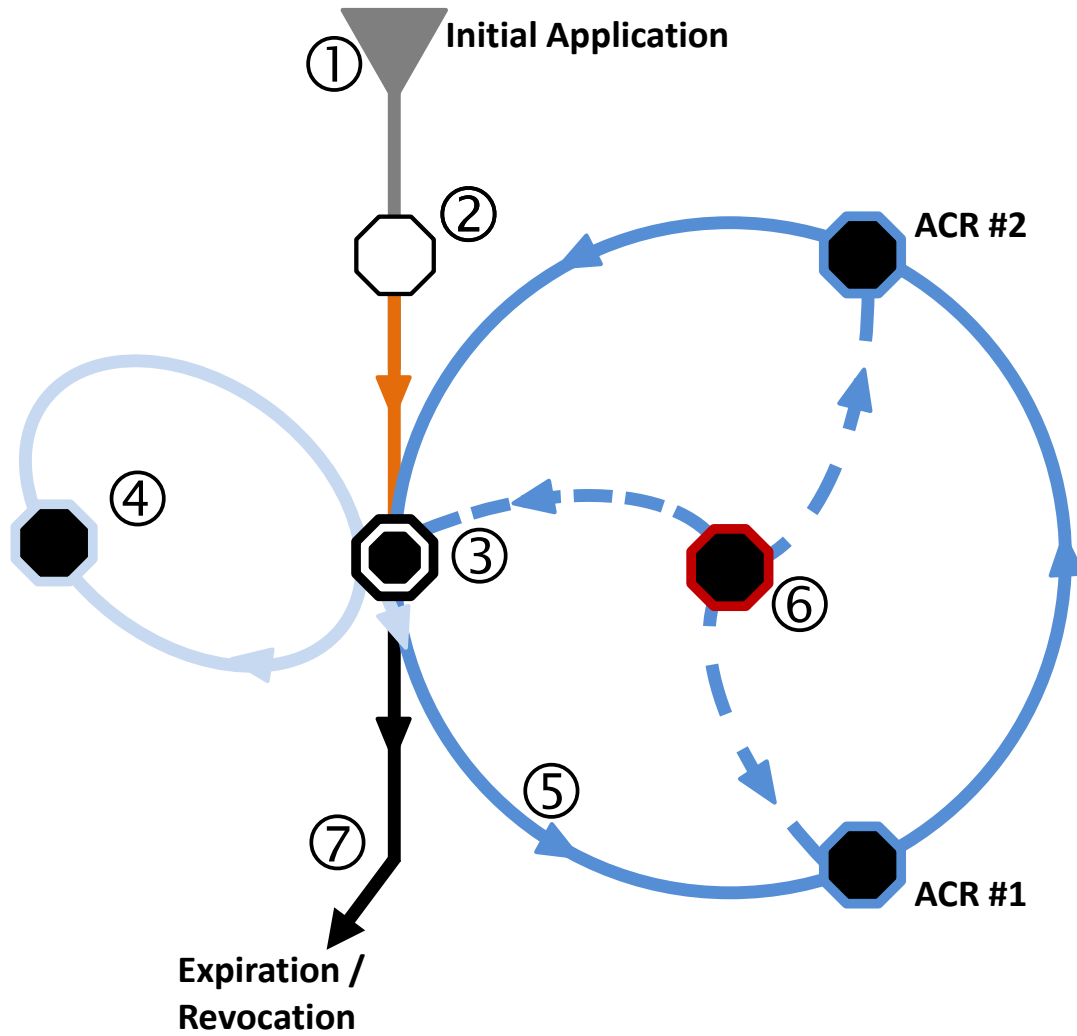 Initial Application
①
②
ACR #2
④
③
⑥
⑤
⑦
ACR #1
Expiration /
Revocation